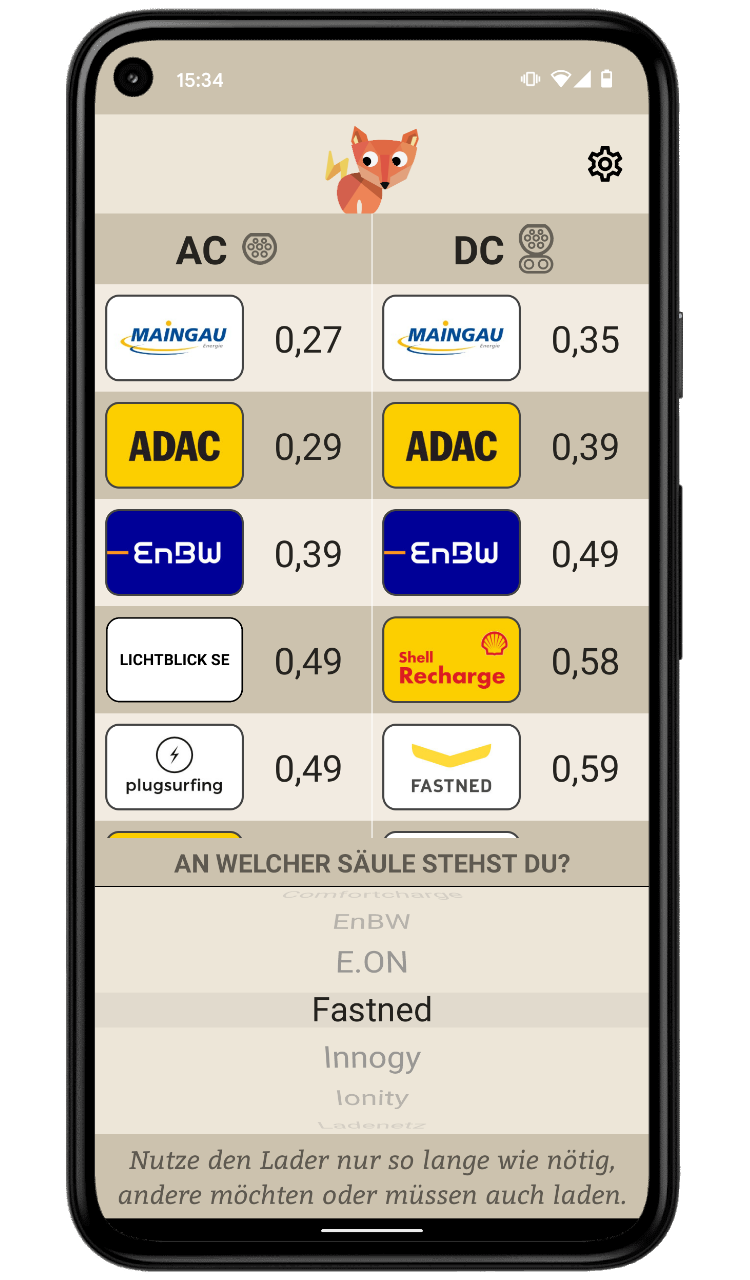 15:34
AC DC
MAINGAU Energie 0,27 MAINGAU Energie 0,35
ADAC 0,29 ADAC 0,39
EnBW 0,39 EnBW 0,49
LICHTBLICK SE 0,49 Shell Recharge 0,58
plugsurfing 0,49 FASTNED 0,59
AN WELCHER SÄULE STEHST DU?
Comfortcharge
EnBW
E.ON
Fastned
Innogy
Ionity
Ladenetz
Nutze den Lader nur so lange wie nötig,
andere möchten oder müssen auch laden.